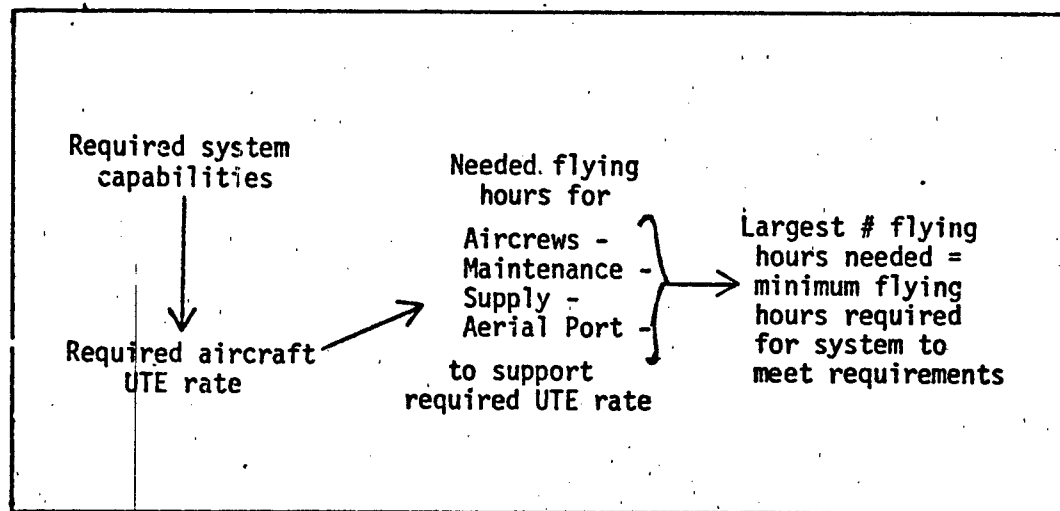 Required system
capabilities
Required aircraft
UTE rate
Needed flying
hours for
Aircrews -
Maintenance -
Supply -
Aerial Port -
to support
required UTE rate
Largest # flying
hours needed =
minimum flying
hours required
for system to
meet requirements